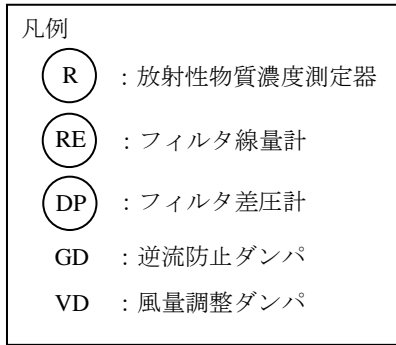 凡例
R ：放射性物質濃度測定器
RE ：フィルタ線量計
DP ：フィルタ差圧計
GD ：逆流防止ダンパ
VD ：風量調整ダンパ